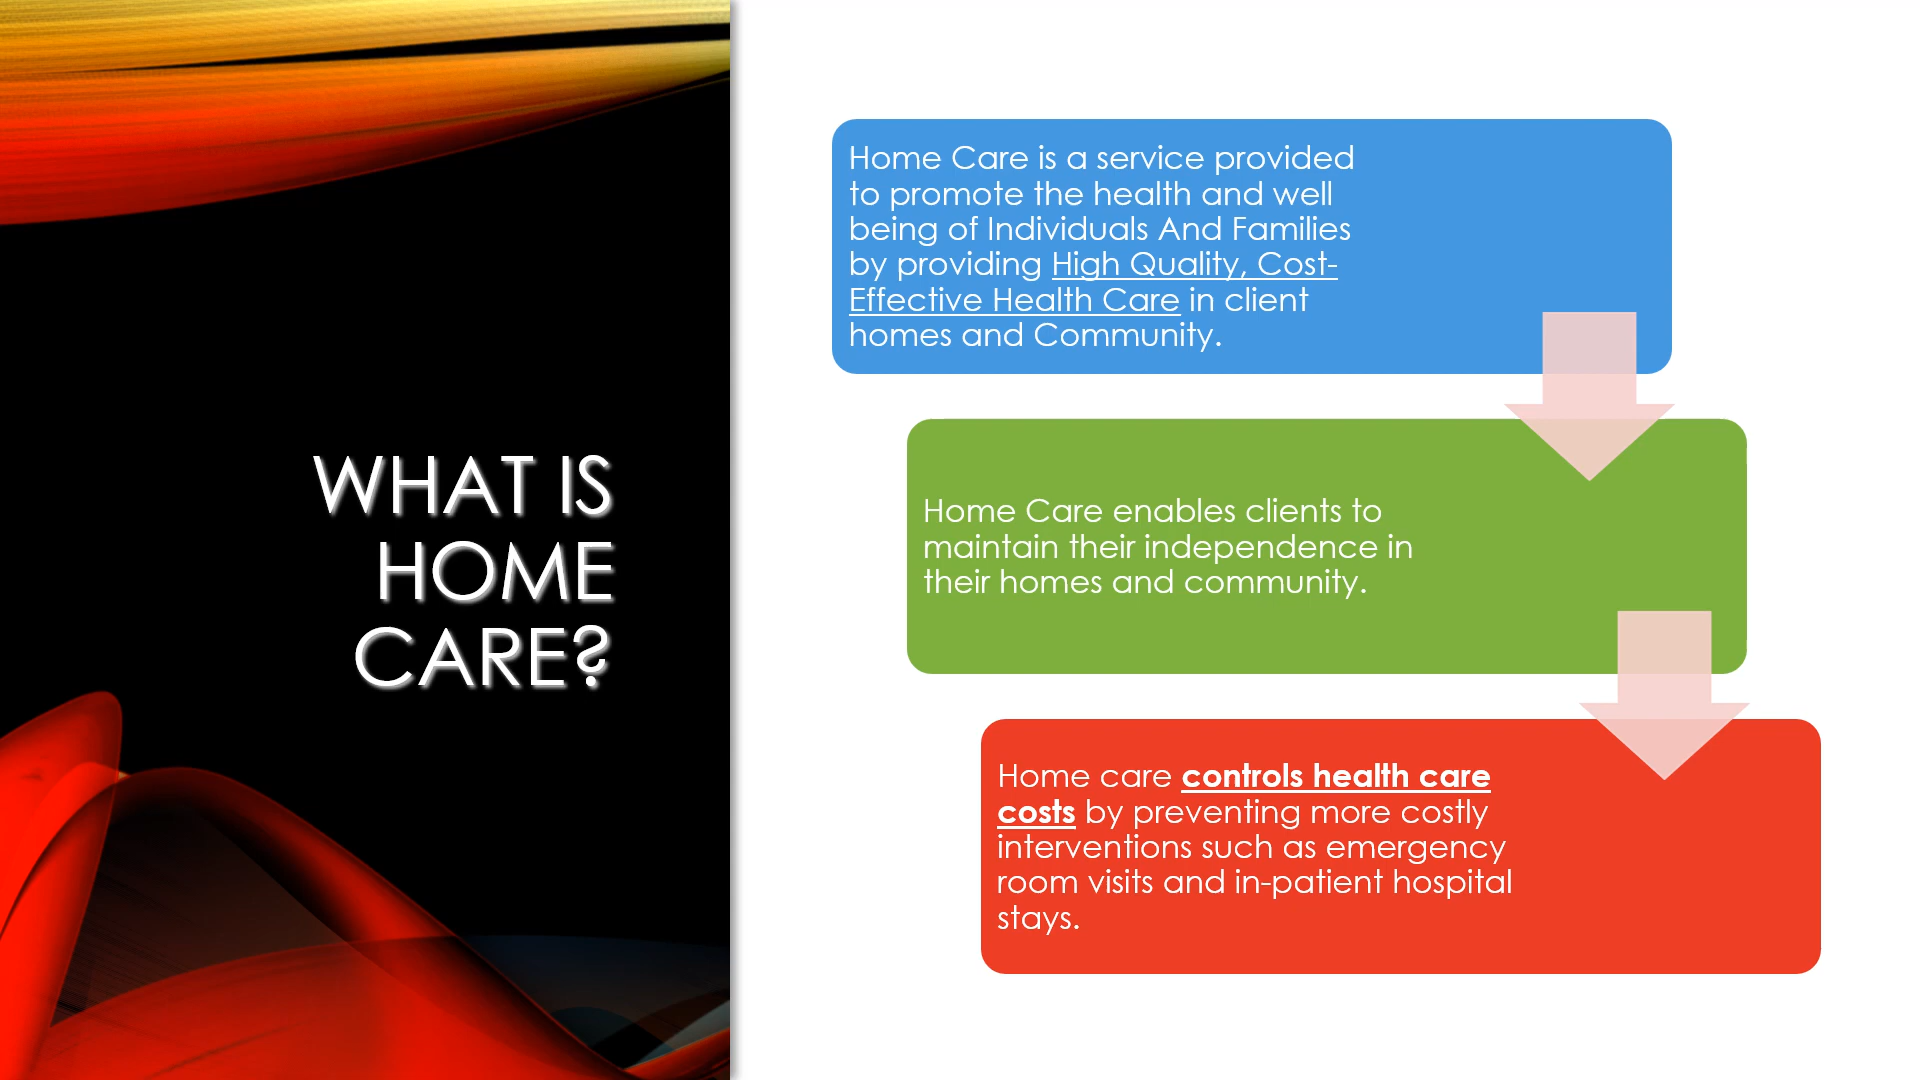 WHAT IS
HOME
CARE?
Home Care is a service provided
to promote the health and well
being of Individuals And Families
by providing High Quality, Cost-
Effective Health Care in client
homes and Community.
Home Care enables clients to
maintain their independence in
their homes and community.
Home care controls health care
costs by preventing more costly
interventions such as emergency
room visits and in-patient hospital
stays.